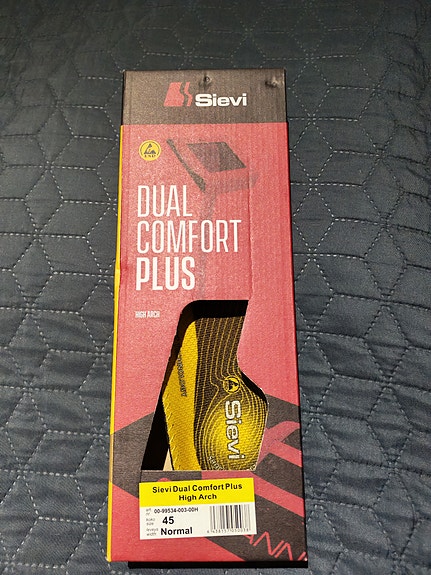 Sievi
ESD
DUAL
COMFORT
PLUS
HIGH ARCH
Sievi
Sievi Dual Comfort Plus
High Arch
00-99534-003-00H
45
Normal